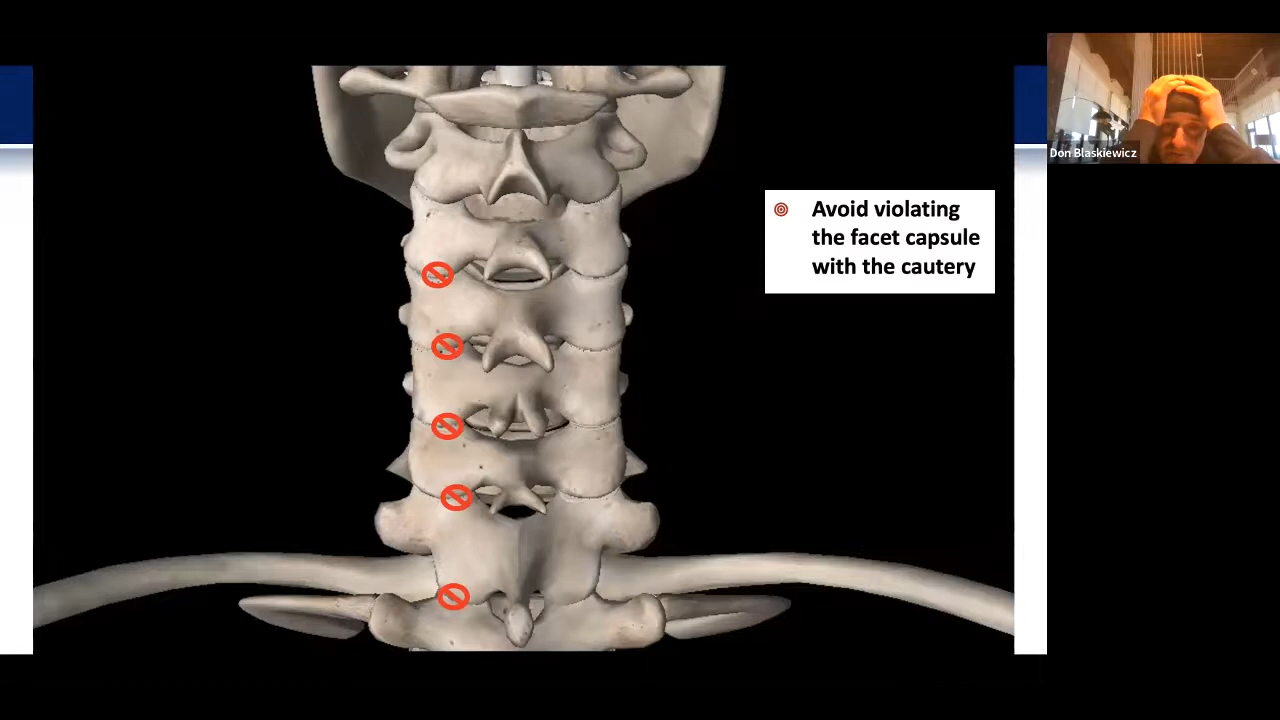 Don Blaskiewicz
Avoid violating
the facet capsule
with the cautery